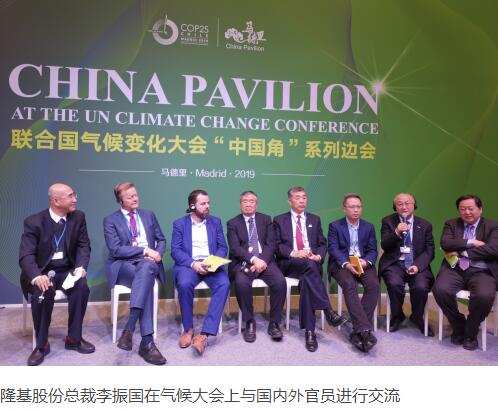 COP25
CHILE
MADRID 2019
China Pavilion
CHINA PAVILION
AT THE UN CLIMATE CHANGE CONFERENCE
联合国气候变化大会“中国角”系列边会
马德里·Madrid·2019
隆基股份总裁李振国在气候大会上与国内外官员进行交流